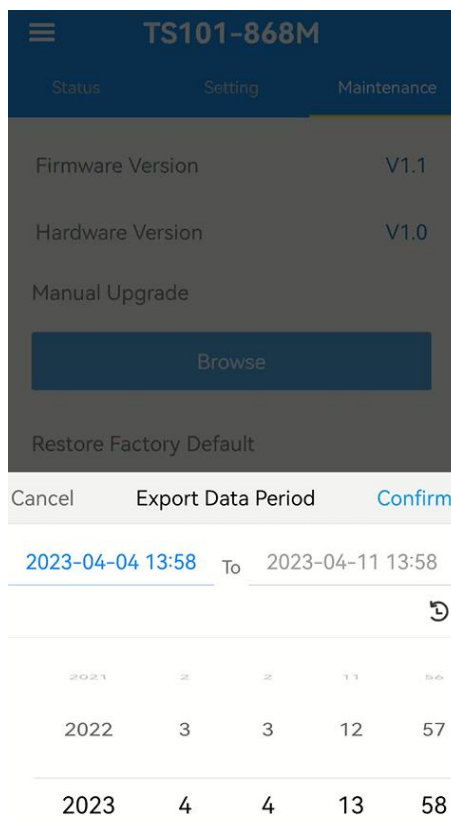 TS101-868M
Status Setting Maintenance
Firmware Version V1.1
Hardware Version V1.0
Manual Upgrade
Browse
Restore Factory Default
Cancel Export Data Period Confirm
2023-04-04 13:58 To 2023-04-11 13:58
2021 2 2 11 56
2022 3 3 12 57
2023 4 4 13 58